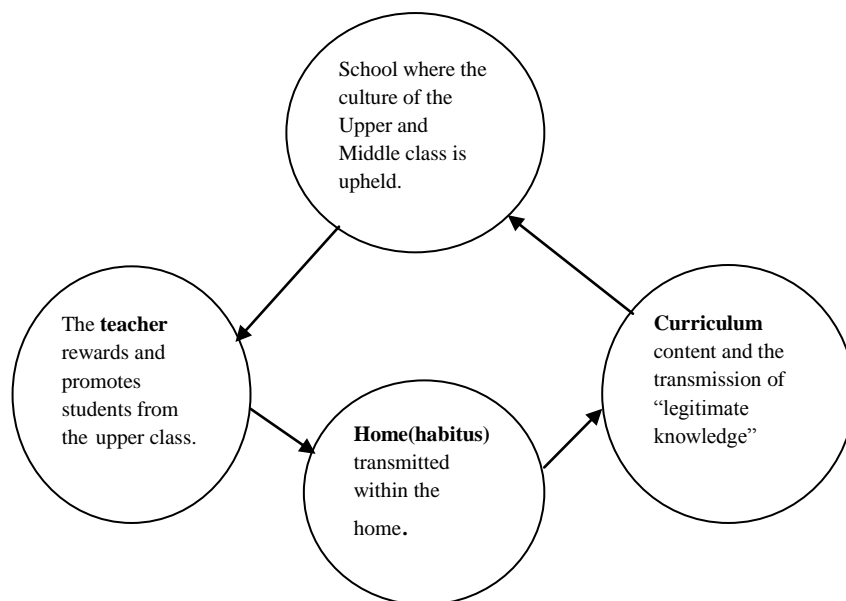 School where the
culture of the
Upper and
Middle class is
upheld.
The teacher
rewards and
promotes
students from
the upper class.
Home(habitus)
transmitted
within the
home.
Curriculum
content and the
transmission of
“legitimate
knowledge”